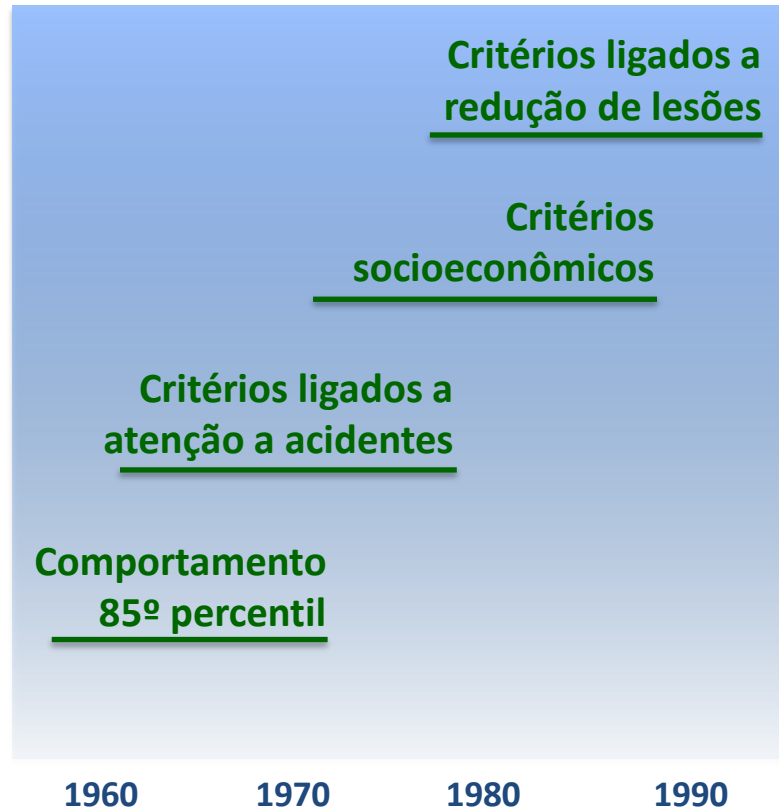 Critérios ligados a
redução de lesões
Critérios
socioeconômicos
Critérios ligados a
atenção a acidentes
Comportamento
85º percentil
1960 1970 1980 1990